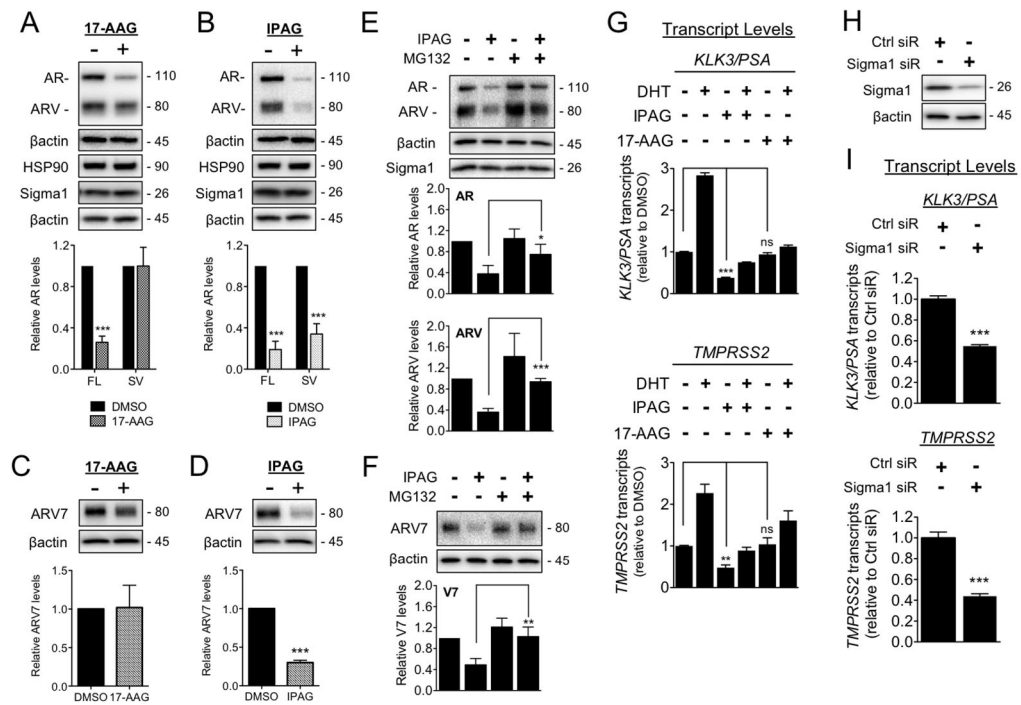 A
17-AAG
- +
AR- - 110
ARV - - 80
βactin - 45
HSP90 - 90
Sigma1 - 26
βactin - 45
Relative AR levels
1.2
0.8
0.4
0.0
***
FL SV
DMSO
17-AAG
B
IPAG
- +
AR- - 110
ARV- - 80
βactin - 45
HSP90 - 90
Sigma1 - 26
βactin - 45
Relative AR levels
1.2
0.8
0.4
0.0
*** ***
FL SV
DMSO
IPAG
C
17-AAG
- +
ARV7 - 80
βactin - 45
Relative ARV7 levels
1.5
1.0
0.5
0.0
DMSO 17-AAG
D
IPAG
- +
ARV7 - 80
βactin - 45
Relative ARV7 levels
1.5
1.0
0.5
0.0
***
DMSO IPAG
E
IPAG - + - +
MG132 - - + +
AR - - 110
ARV - - 80
βactin - 45
Sigma1 - 26
AR
Relative AR levels
2.0
1.6
1.2
0.8
0.4
0.0
*
ARV
Relative ARV levels
2.0
1.6
1.2
0.8
0.4
0.0
***
F
IPAG - + - +
MG132 - - + +
ARV7 - 80
βactin - 45
V7
Relative V7 levels
2.0
1.6
1.2
0.8
0.4
0.0
**
G
Transcript Levels
KLK3/PSA
DHT - + - + - +
IPAG - - + + - -
17-AAG - - - - + +
KLK3/PSA transcripts
(relative to DMSO)
3
2
1
0
*** ns
TMPRSS2
DHT - + - + - +
IPAG - - + + - -
17-AAG - - - - + +
TMPRSS2 transcripts
(relative to DMSO)
3
2
1
0
** ns
H
Ctrl siR + -
Sigma1 siR - +
Sigma1 - 26
βactin - 45
I
Transcript Levels
KLK3/PSA
Ctrl siR + -
Sigma1 siR - +
KLK3/PSA transcripts
(relative to Ctrl siR)
1.2
0.9
0.6
0.3
0.0
***
TMPRSS2
Ctrl siR + -
Sigma1 siR - +
TMPRSS2 transcripts
(relative to Ctrl siR)
1.2
0.9
0.6
0.3
0.0
***